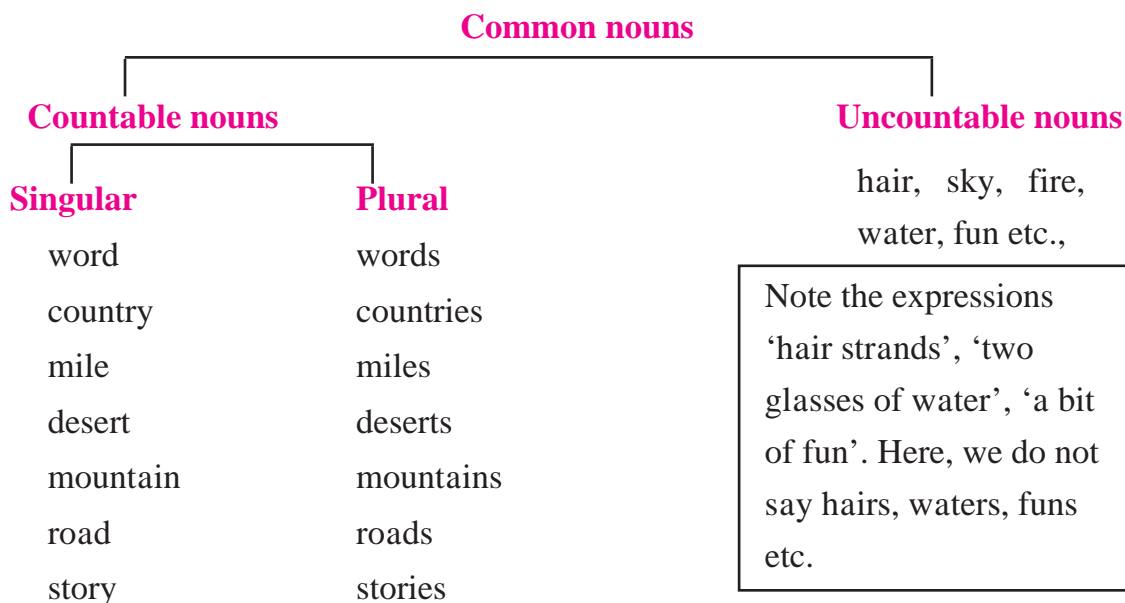 Common nouns
Countable nouns Uncountable nouns
Singular Plural
hair, sky, fire,
water, fun etc.,
word words
country countries
mile miles
desert deserts
mountain mountains
road roads
story stories
Note the expressions
‘hair strands’, ‘two
glasses of water’, ‘a bit
of fun’. Here, we do not
say hairs, waters, funs
etc.